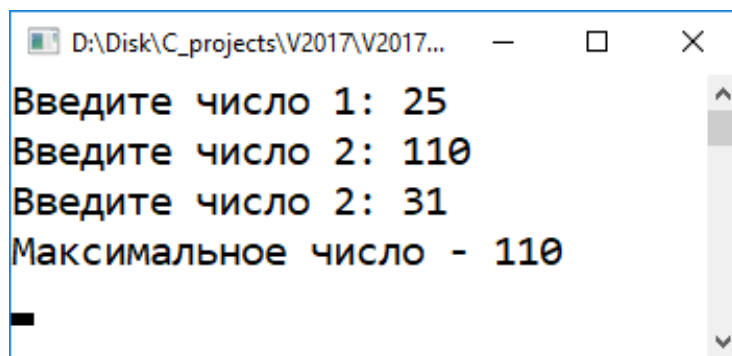 D:\Disk\C_projects\V2017\V2017...
Введите число 1: 25
Введите число 2: 110
Введите число 2: 31
Максимальное число - 110